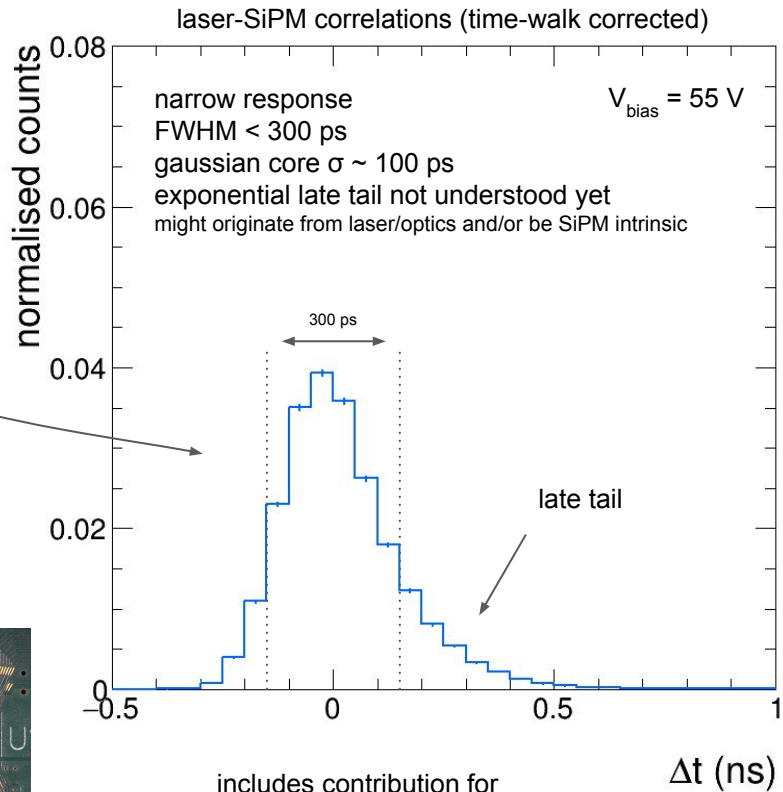 laser-SiPM correlations (time-walk corrected)
normalised counts
0.08
0.06
0.04
0.02
0
narrow response
FWHM < 300 ps
gaussian core σ ~ 100 ps
exponential late tail not understood yet
might originate from laser/optics and/or be SiPM intrinsic
V_bias = 55 V
300 ps
late tail
−0.5 0 0.5 1
Δt (ns)
includes contribution for